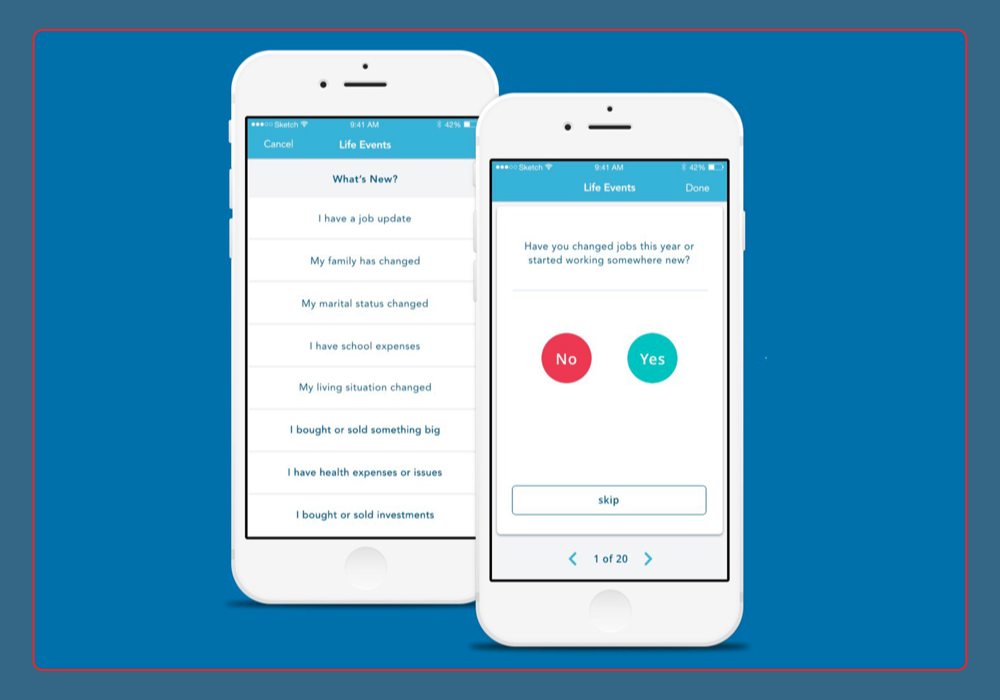 Sketch 9:41 AM 42%
Cancel Life Events
What's New?
I have a job update
My family has changed
My marital status changed
I have school expenses
My living situation changed
I bought or sold something big
I have health expenses or issues
I bought or sold investments
Sketch 9:41 AM 42%
Life Events Done
Have you changed jobs this year or
started working somewhere new?
No Yes
skip
1 of 20